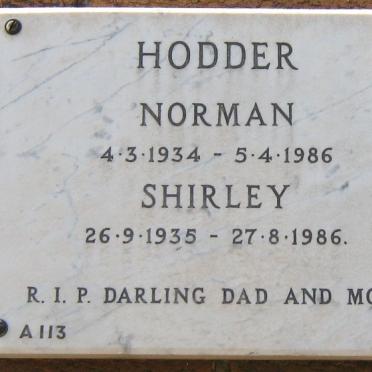 HODDER
NORMAN
4·3·1934 - 5·4·1986
SHIRLEY
26·9·1935 - 27·8·1986.
R. I. P. DARLING DAD AND MO
A113